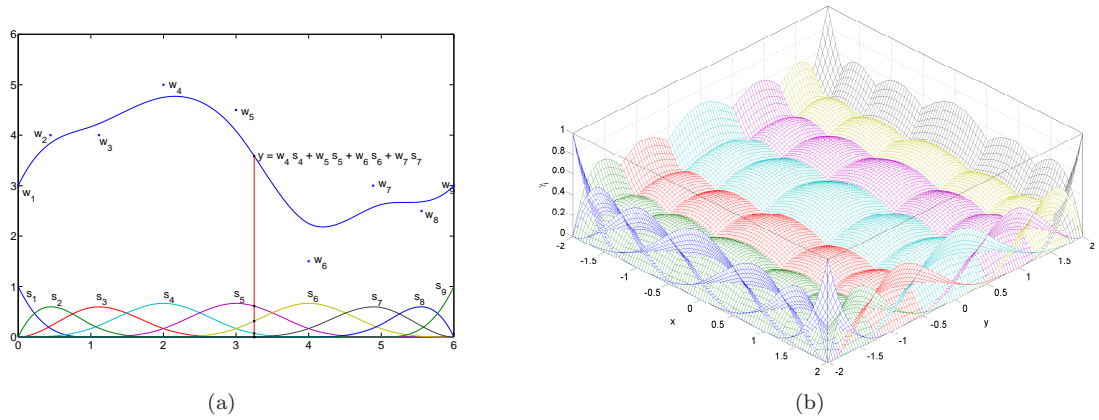 6
5
4
3
2
1
0
0 1 2 3 4 5 6
w1
w2
w3
w4
w5
w6
w7
w8
w9
y = w4 s4 + w5 s5 + w6 s6 + w7 s7
s1
s2
s3
s4
s5
s6
s7
s8
s9
(a)
1
0.8
0.6
0.4
0.2
0
γi
-2
-1.5
-1
-0.5
0
0.5
1
1.5
2
x
-2
-1.5
-1
-0.5
0
0.5
1
1.5
2
y
(b)